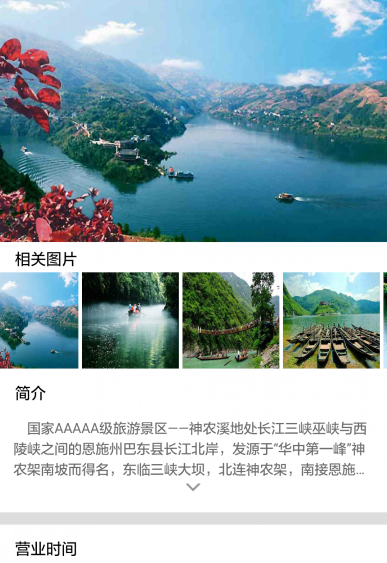 相关图片
简介
国家AAAAA级旅游景区——神农溪地处长江三峡巫峡与西
陵峡之间的恩施州巴东县长江北岸，发源于“华中第一峰”神
农架南坡而得名，东临三峡大坝，北连神农架，南接恩施...
营业时间